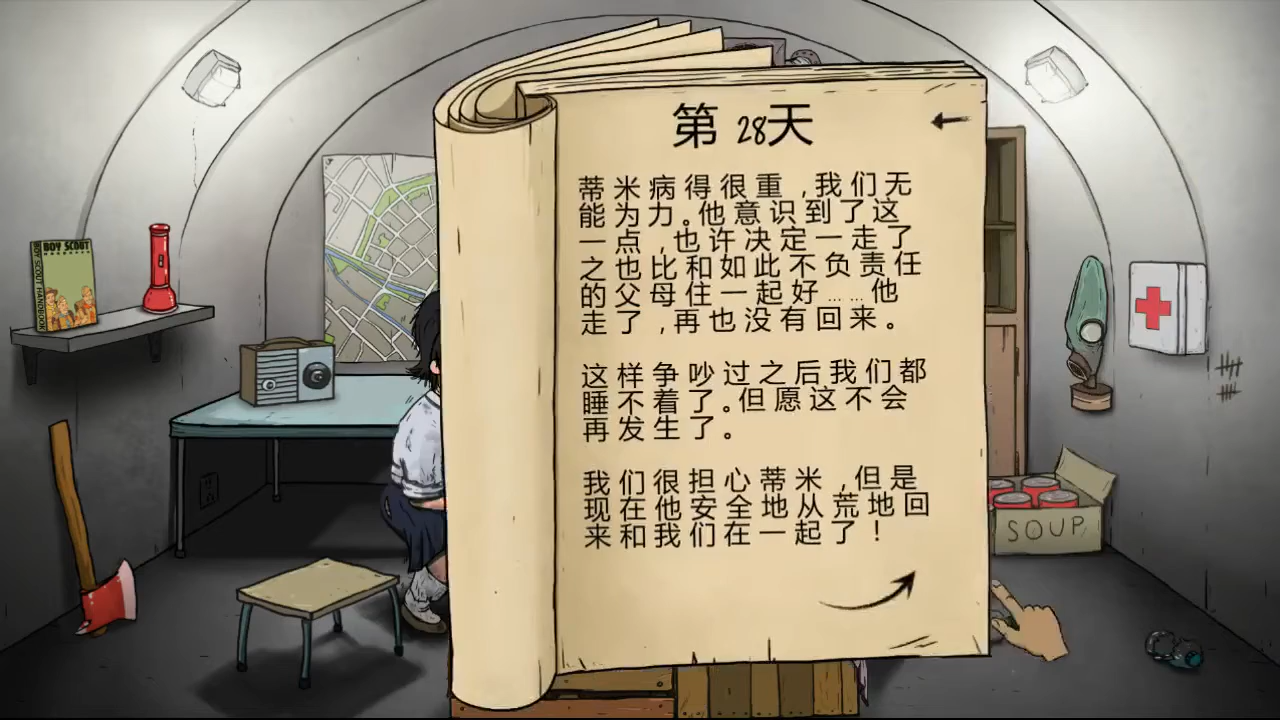 第 28天
蒂米病得很重,我们无
能为力。他意识到了这
一点,也许决定一走了
之也比和如此不负责任
的父母住一起好……他
走了,再也没有回来。
这样争吵过之后我们都
睡不着了。但愿这不会
再发生了。
我们很担心蒂米,但是
现在他安全地从荒地回
来和我们在一起了!
BOY SCOUT
BOY SCOUT HANDBOOK
SOUP